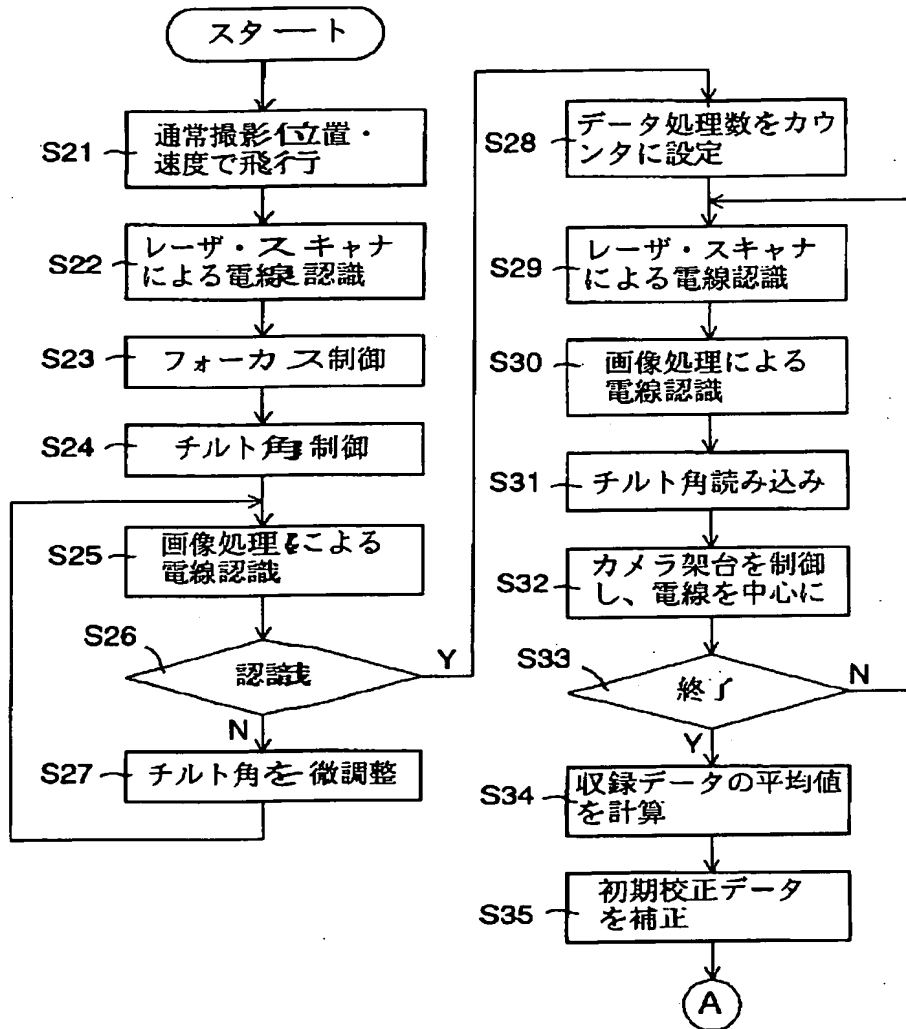 スタート
S21
通常撮影位置・
速度で飛行
S22
レーザ・スキャナ
による電線認識
S23
フォーカス制御
S24
チルト角制御
S25
画像処理による
電線認識
S26
認識
Y
N
S27
チルト角を微調整
S28
データ処理数をカウ
ンタに設定
S29
レーザ・スキャナ
による電線認識
S30
画像処理による
電線認識
S31
チルト角読み込み
S32
カメラ架台を制御
し、電線を中心に
S33
終了
N
Y
S34
収録データの平均値
を計算
S35
初期校正データ
を補正
A